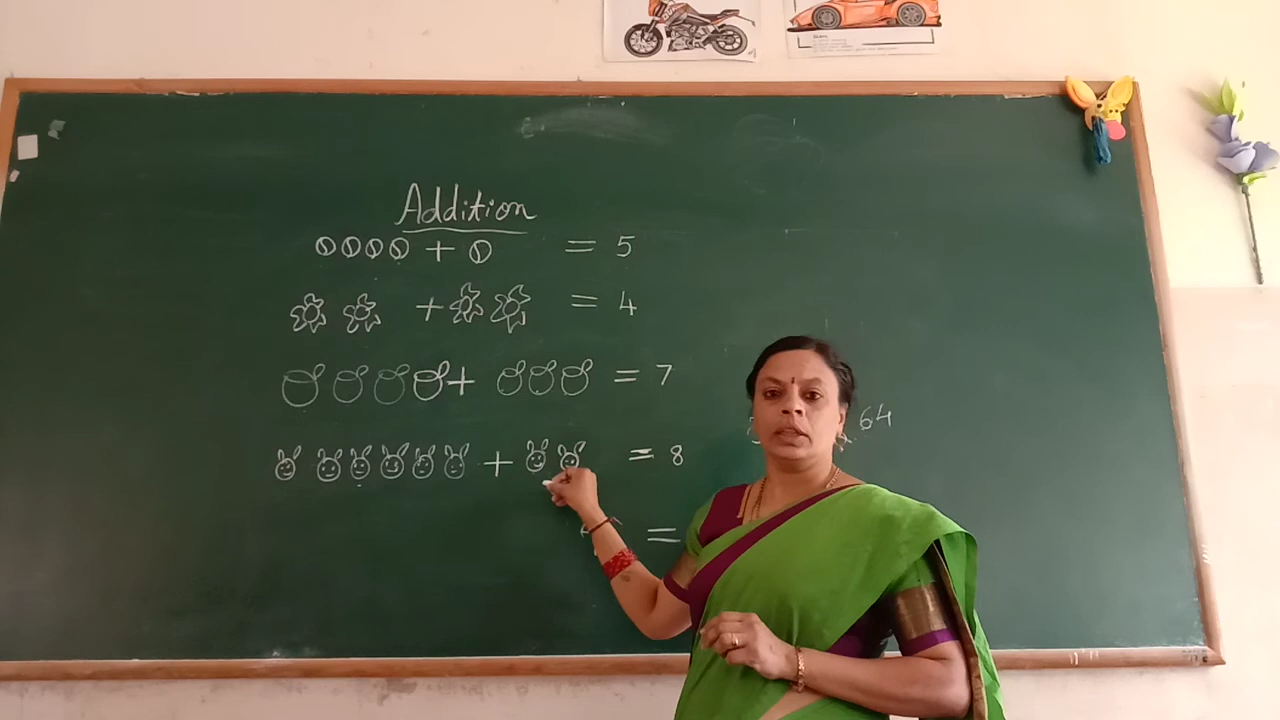 Addition
+ = 5
+ = 4
+ = 7
+ = 8
64
=